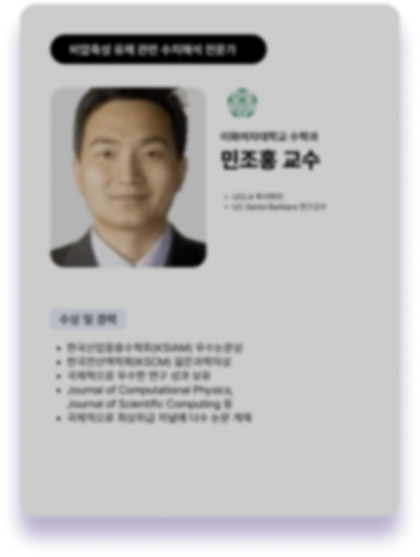 비압축성 유체 관련 수치해석 전문가
이화여자대학교 수학과
민조홍 교수
UCLA 박사학위
UC Santa Barbara 연구교수
수상 및 경력
한국산업응용수학회(KSIAM) 우수논문상
한국전산역학회(KSCM) 젊은과학자상
국제적으로 우수한 연구 성과 보유
Journal of Computational Physics,
Journal of Scientific Computing 등
국제적으로 최상위급 저널에 다수 논문 게재